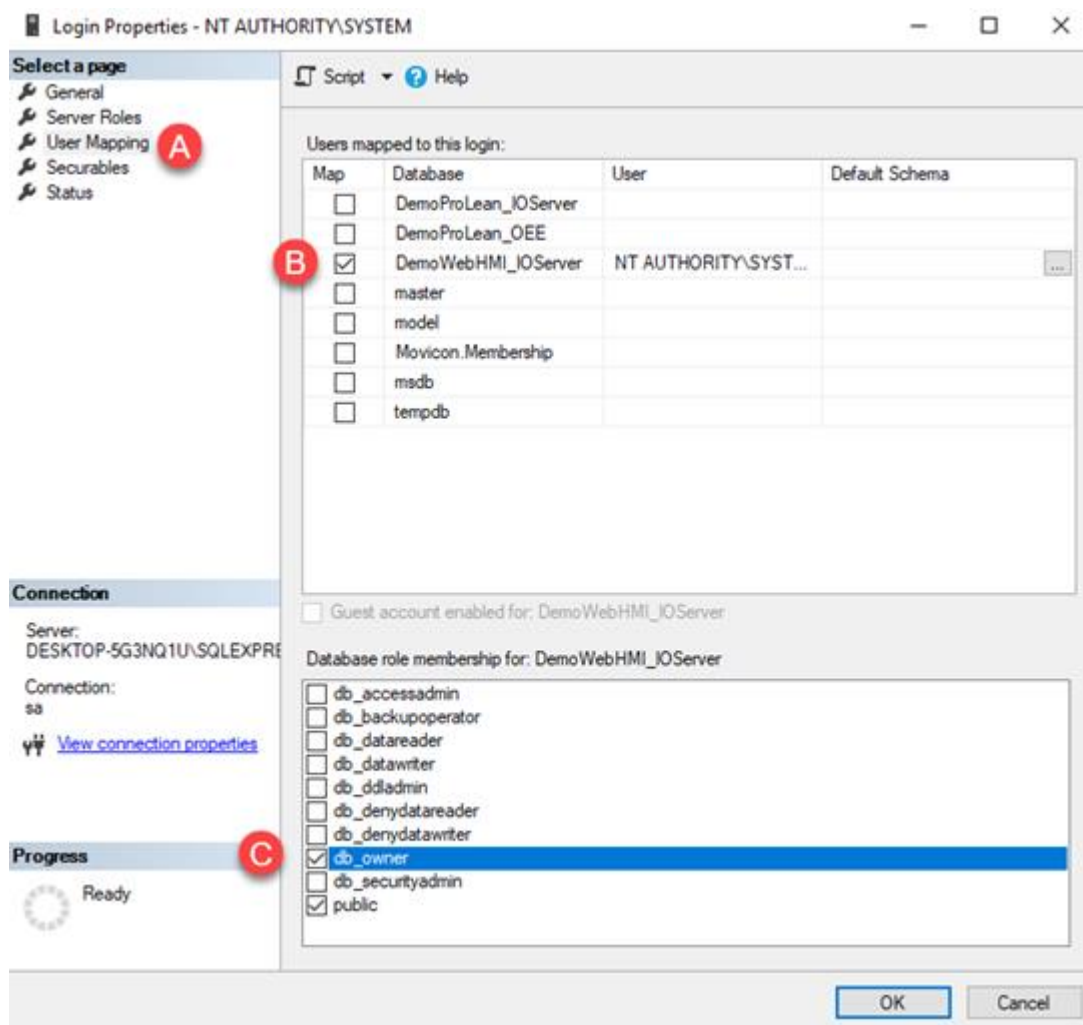 Login Properties - NT AUTHORITY\SYSTEM
Select a page
General
Server Roles
User Mapping
A
Securables
Status
Script
Help
Users mapped to this login:
Map Database User Default Schema
DemoProLean_IOServer
DemoProLean_OEE
B
DemoWebHMI_IOServer NT AUTHORITY\SYST... ...
master
model
Movicon.Membership
msdb
tempdb
Guest account enabled for: DemoWebHMI_IOServer
Connection
Server:
DESKTOP-5G3NQ1U\SQLEXPRE
Connection:
sa
View connection properties
Database role membership for: DemoWebHMI_IOServer
db_accessadmin
db_backupoperator
db_datareader
db_datawriter
db_ddladmin
db_denydatareader
db_denydatawriter
C
db_owner
db_securityadmin
public
Progress
Ready
OK Cancel